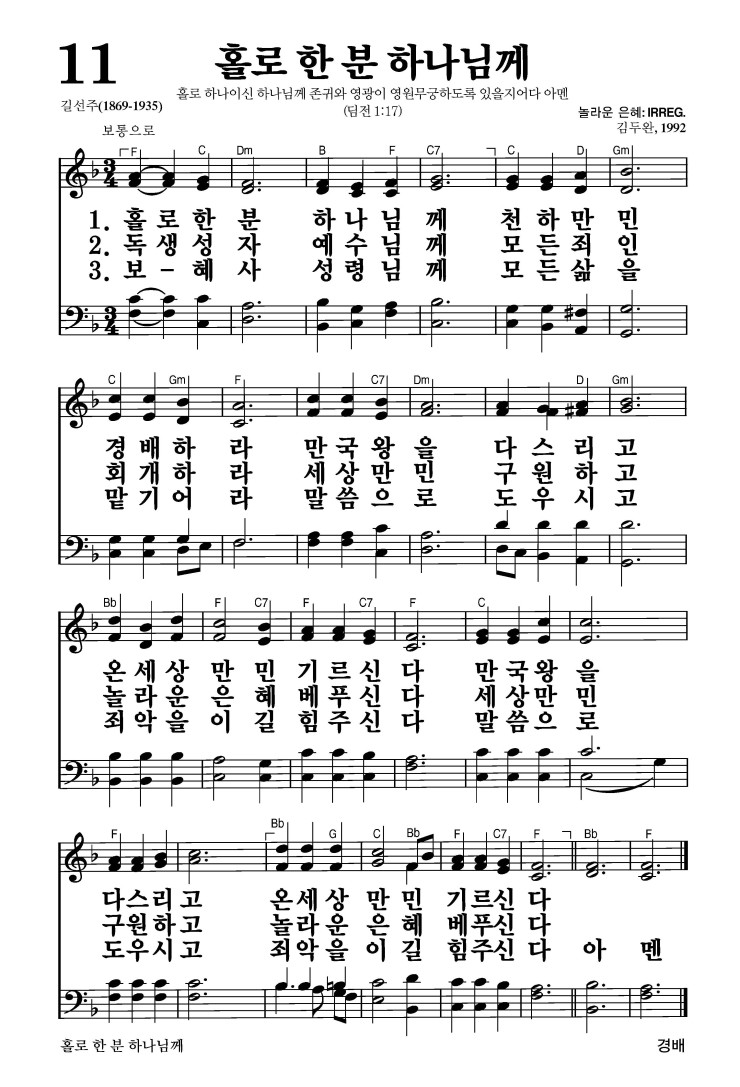 11
홀로 한 분 하나님께
홀로 하나이신 하나님께 존귀와 영광이 영원무궁하도록 있을지어다 아멘
(딤전 1:17)
길선주(1869-1935)
놀라운 은혜: IRREG.
김두완, 1992
보통으로
F C Dm B F C7 C D Gm
3/4
1. 홀로한 분 하나님 께 천하만 민
2. 독생성 자 예수님 께 모든죄 인
3. 보-혜 사 성령님 께 모든삶 을
3/4
C Gm F C7 Dm D Gm
경배하 라 만국왕 을 다스리 고
회개하 라 세상만 민 구원하 고
맡기어 라 말씀으 로 도우시 고
Bb F C7 F C7 F C
온세상 만 민 기르신 다 만국왕 을
놀라운 은 혜 베푸신 다 세상만 민
죄악을 이 길 힘주신 다 말씀으 로
F Bb G C Bb F C7 F Bb F
다스리고 온세상 만 민 기르신 다
구원하고 놀라운 은 혜 베푸신 다
도우시고 죄악을 이 길 힘주신 다 아 멘
홀로 한 분 하나님께
경배